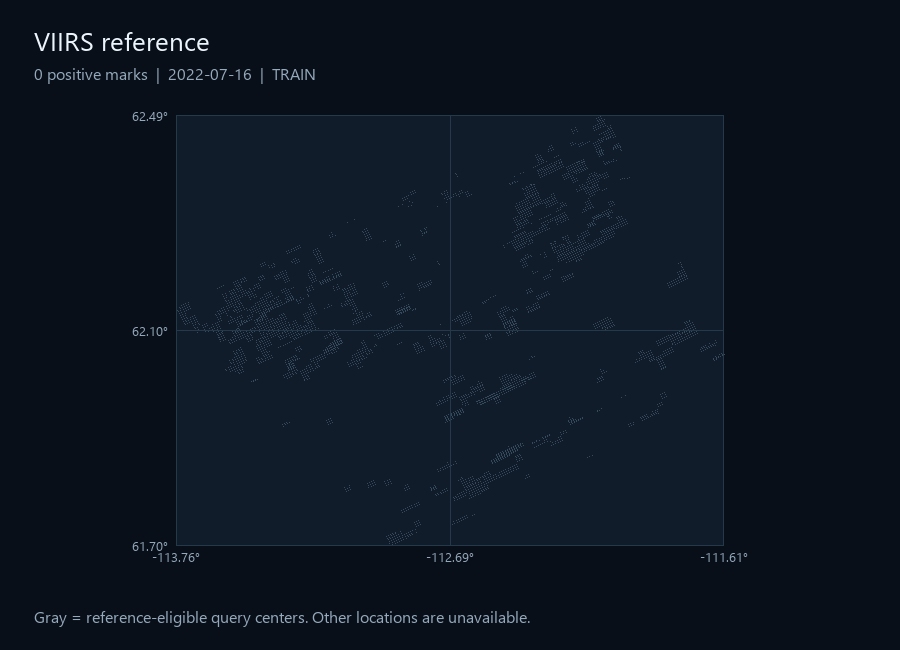 VIIRS reference
0 positive marks | 2022-07-16 | TRAIN
62.49°
62.10°
61.70°
-113.76°
-112.69°
-111.61°
Gray = reference-eligible query centers. Other locations are unavailable.